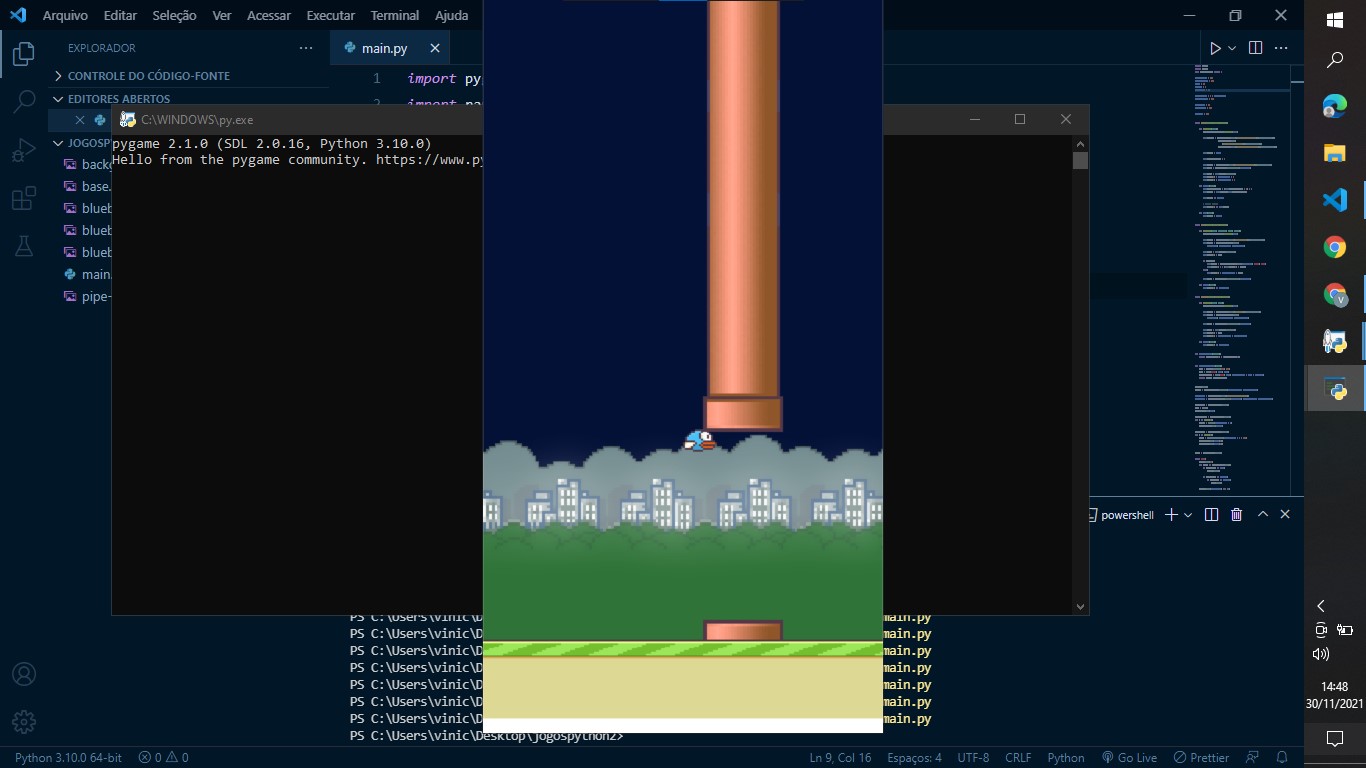 Arquivo Editar Seleção Ver Acessar Executar Terminal Ajuda
EXPLORADOR
main.py
CONTROLE DO CÓDIGO-FONTE
1 import py
EDITORES ABERTOS
2
C:\WINDOWS\py.exe
JOGOSP
pygame 2.1.0 (SDL 2.0.16, Python 3.10.0)
Hello from the pygame community. https://www.py
backg
base.
blueb
blueb
blueb
main.
pipe-
V
powershell
PS C:\Users\vinic\D main.py
PS C:\Users\vinic\D main.py
PS C:\Users\vinic\D main.py
PS C:\Users\vinic\D main.py
PS C:\Users\vinic\D main.py
PS C:\Users\vinic\D main.py
PS C:\Users\vinic\D main.py
PS C:\Users\vinic\Desktop\jogospython2>
14:48
30/11/2021
Python 3.10.0 64-bit 0 0 Ln 9, Col 16 Espaços: 4 UTF-8 CRLF Python Go Live Prettier